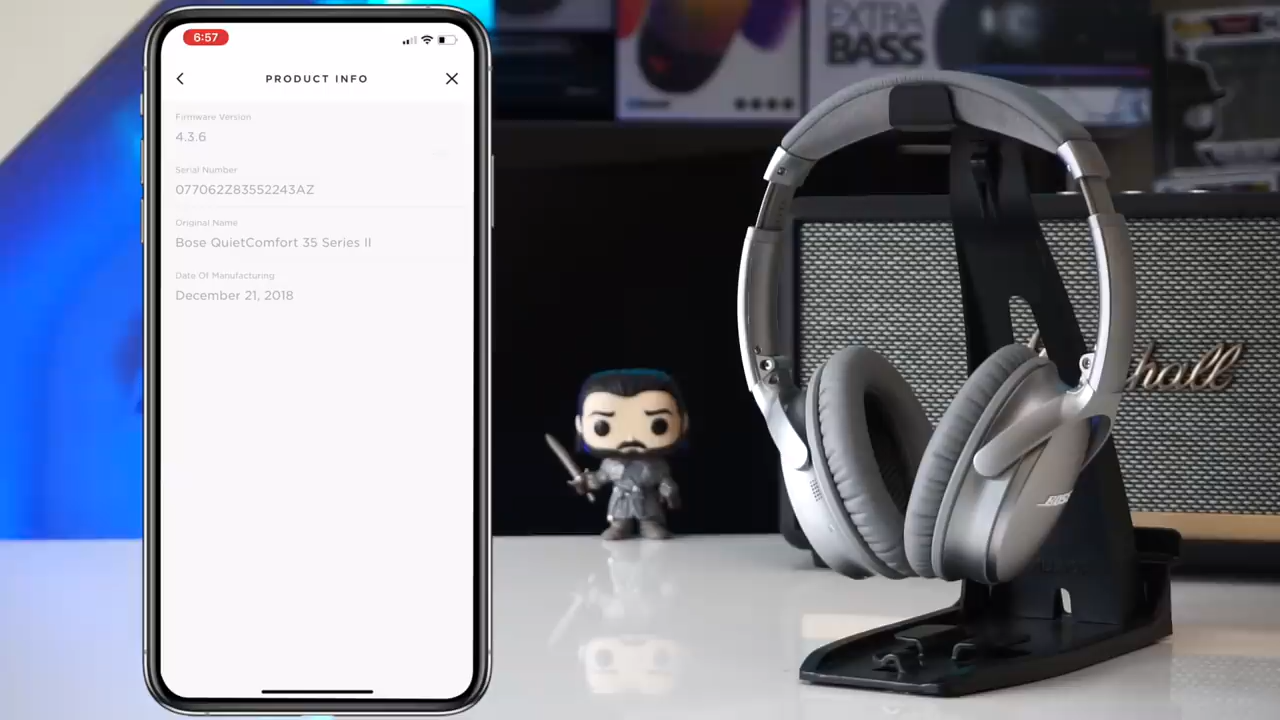 6:57
PRODUCT INFO
Firmware Version
4.3.6
Serial Number
077062Z83552243AZ
Original Name
Bose QuietComfort 35 Series II
Date Of Manufacturing
December 21, 2018
EXTRA
BASS
BOSE